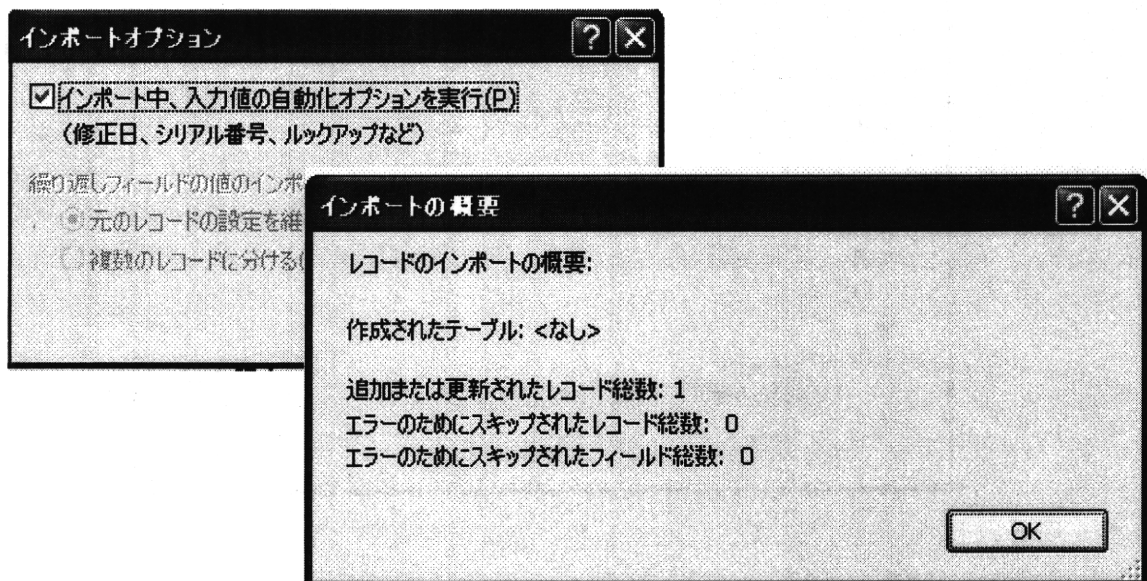 インポートオプション
インポート中、入力値の自動化オプションを実行(P)
(修正日、シリアル番号、ルックアップなど)
繰り返しフィールドの値のインポ
元のレコードの設定を維
複数のレコードに分ける(
インポートの概要
レコードのインポートの概要:
作成されたテーブル: <なし>
追加または更新されたレコード総数: 1
エラーのためにスキップされたレコード総数: 0
エラーのためにスキップされたフィールド総数: 0
OK